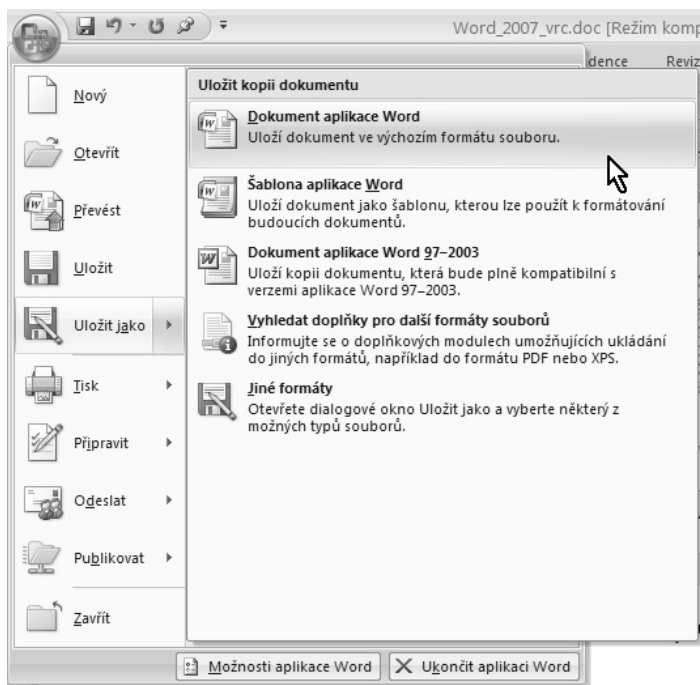 Word_2007_vrc.doc [Režim komp
dence Reviz
Nový
Otevřít
Převést
Uložit
Uložit jako
Tisk
Připravit
Odeslat
Publikovat
Zavřít
Uložit kopii dokumentu
Dokument aplikace Word
Uloží dokument ve výchozím formátu souboru.
Šablona aplikace Word
Uloží dokument jako šablonu, kterou lze použít k formátování
budoucích dokumentů.
Dokument aplikace Word 97–2003
Uloží kopii dokumentu, která bude plně kompatibilní s
verzemi aplikace Word 97–2003.
Vyhledat doplňky pro další formáty souborů
Informujte se o doplňkových modulech umožňujících ukládání
do jiných formátů, například do formátu PDF nebo XPS.
Jiné formáty
Otevřete dialogové okno Uložit jako a vyberte některý z
možných typů souborů.
Možnosti aplikace Word Ukončit aplikaci Word